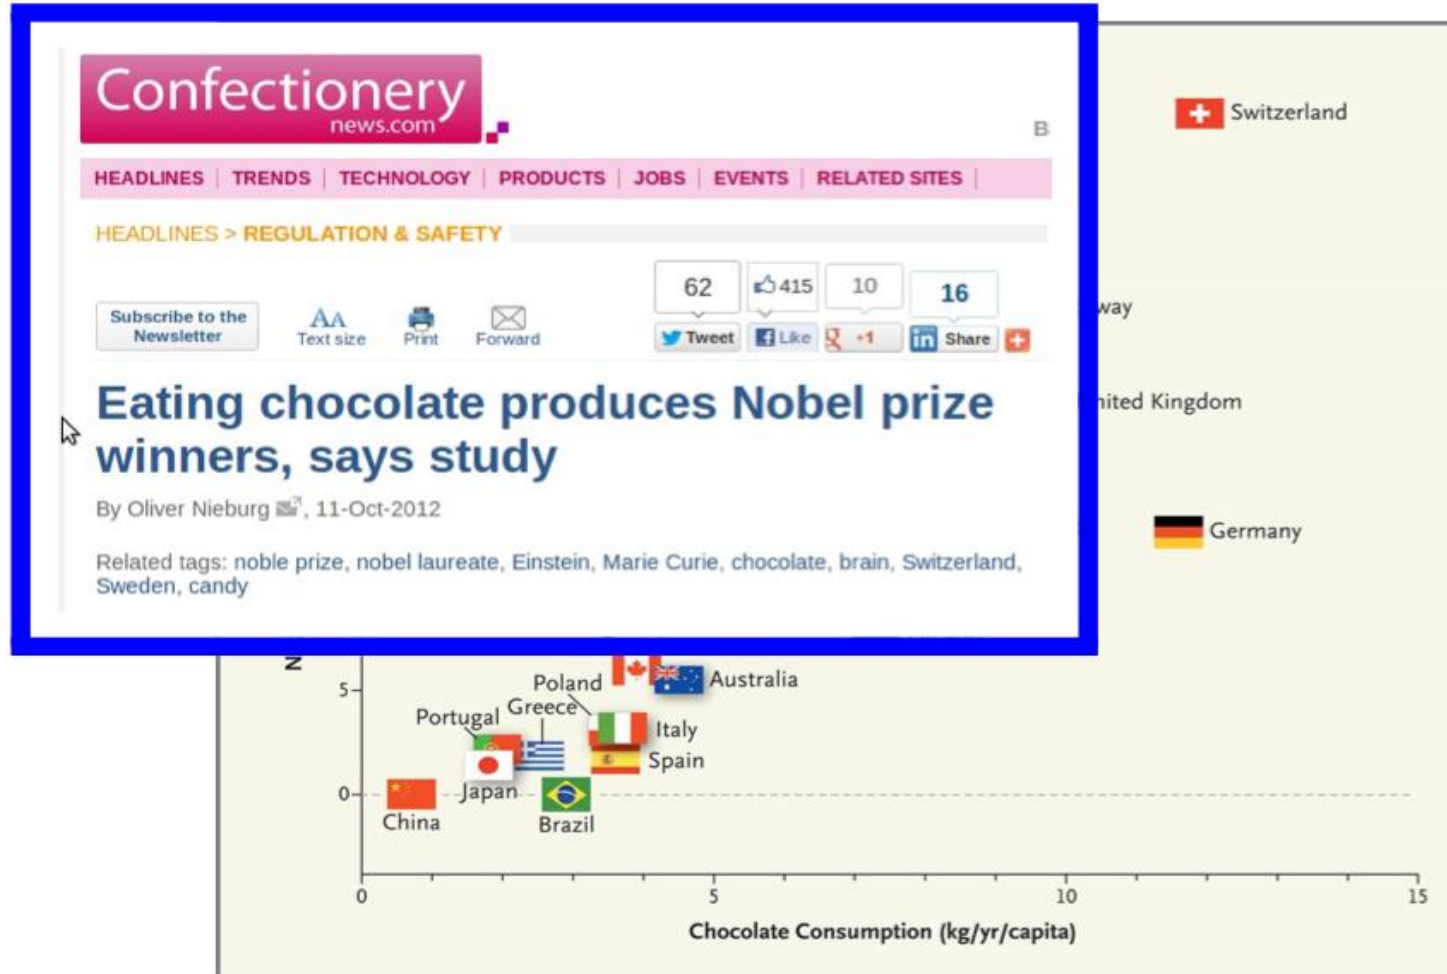 Confectionery
news.com
B
HEADLINES | TRENDS | TECHNOLOGY | PRODUCTS | JOBS | EVENTS | RELATED SITES |
HEADLINES > REGULATION & SAFETY
62 415 10 16
Subscribe to the
Newsletter
AA
Text size Print Forward
Tweet Like +1 in Share
Eating chocolate produces Nobel prize
winners, says study
By Oliver Nieburg, 11-Oct-2012
Related tags: noble prize, nobel laureate, Einstein, Marie Curie, chocolate, brain, Switzerland,
Sweden, candy
Switzerland
way
nited Kingdom
Germany
N
5
Poland
Australia
Portugal
Greece
Italy
Spain
0
Japan
China
Brazil
0 5 10 15
Chocolate Consumption (kg/yr/capita)